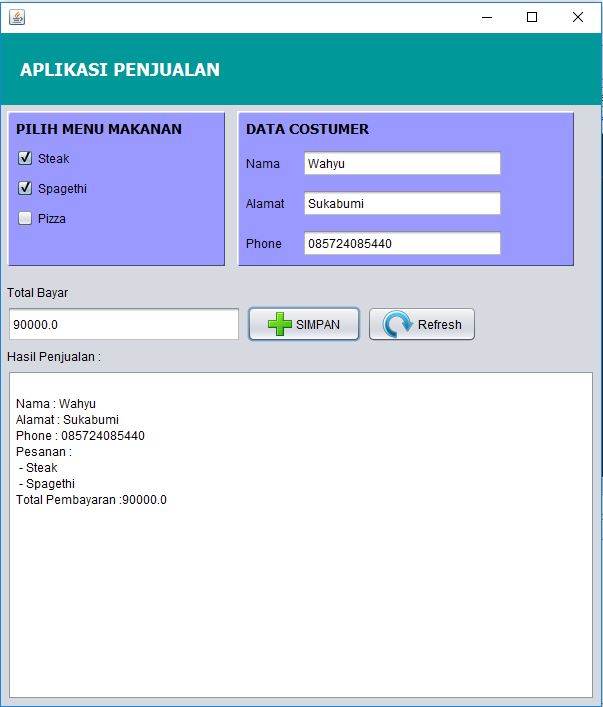 APLIKASI PENJUALAN
PILIH MENU MAKANAN
Steak
Spagethi
Pizza
DATA COSTUMER
Nama Wahyu
Alamat Sukabumi
Phone 085724085440
Total Bayar
90000.0 SIMPAN Refresh
Hasil Penjualan :
Nama : Wahyu
Alamat : Sukabumi
Phone : 085724085440
Pesanan :
- Steak
- Spagethi
Total Pembayaran :90000.0